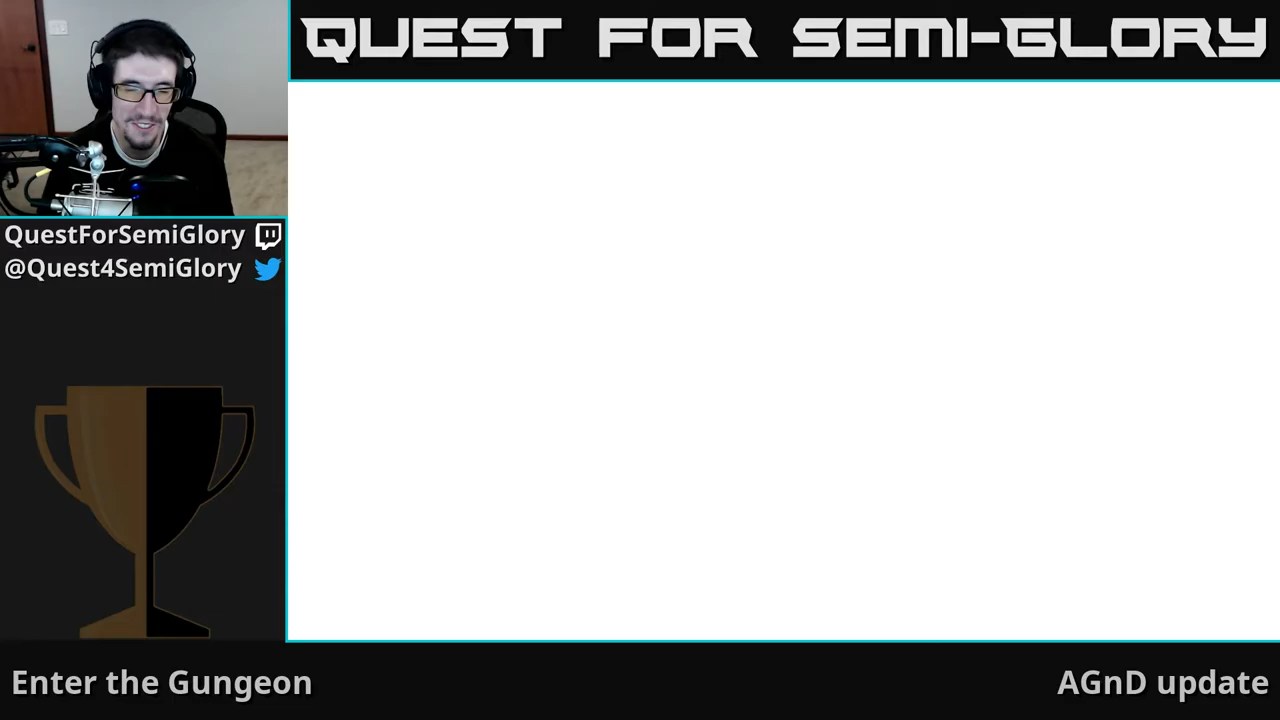 QUEST FOR SEMI-GLORY
QuestForSemiGlory
@Quest4SemiGlory
Enter the Gungeon
AGnD update